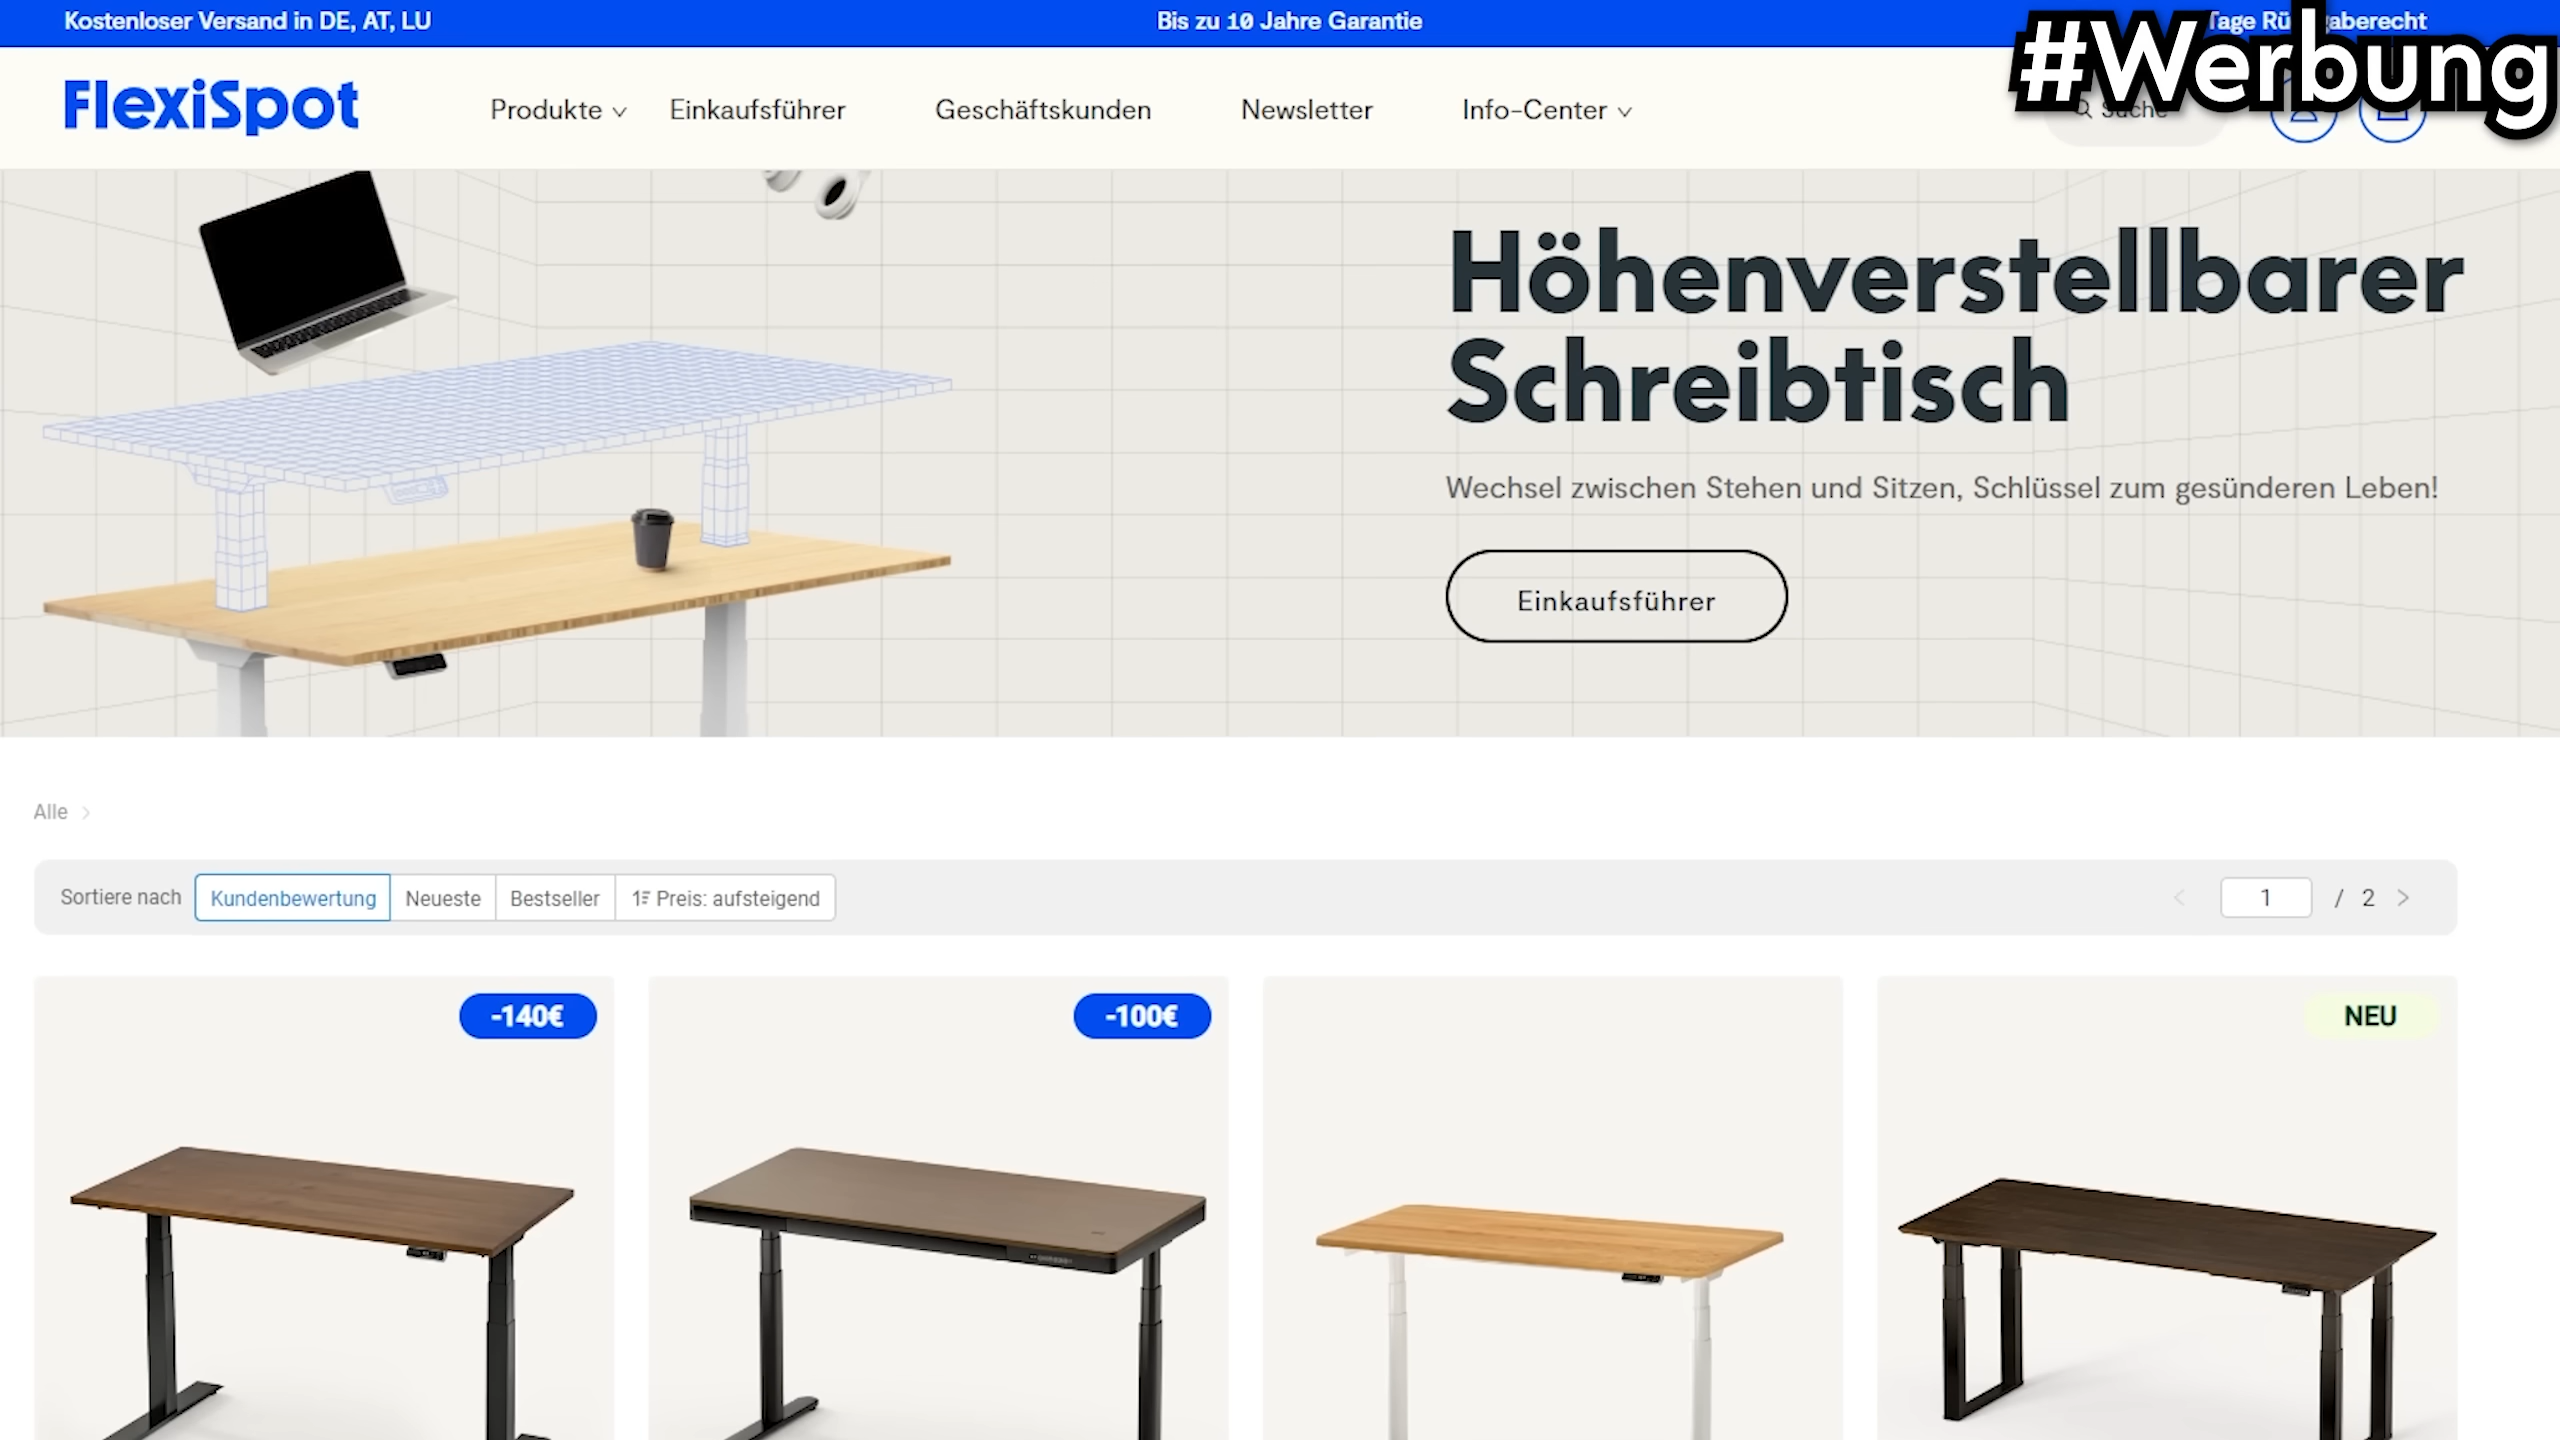 Kostenloser Versand in DE, AT, LU
Bis zu 10 Jahre Garantie
Tage
#Werbung
FlexiSpot
Produkte
Einkaufsführer
Geschäftskunden
Newsletter
Info-Center
Suche
Höhenverstellbarer
Schreibtisch
Wechsel zwischen Stehen und Sitzen, Schlüssel zum gesünderen Leben!
Einkaufsführer
Alle
Sortiere nach
Kundenbewertung
Neueste
Bestseller
Preis: aufsteigend
1 / 2
-140€
-100€
NEU